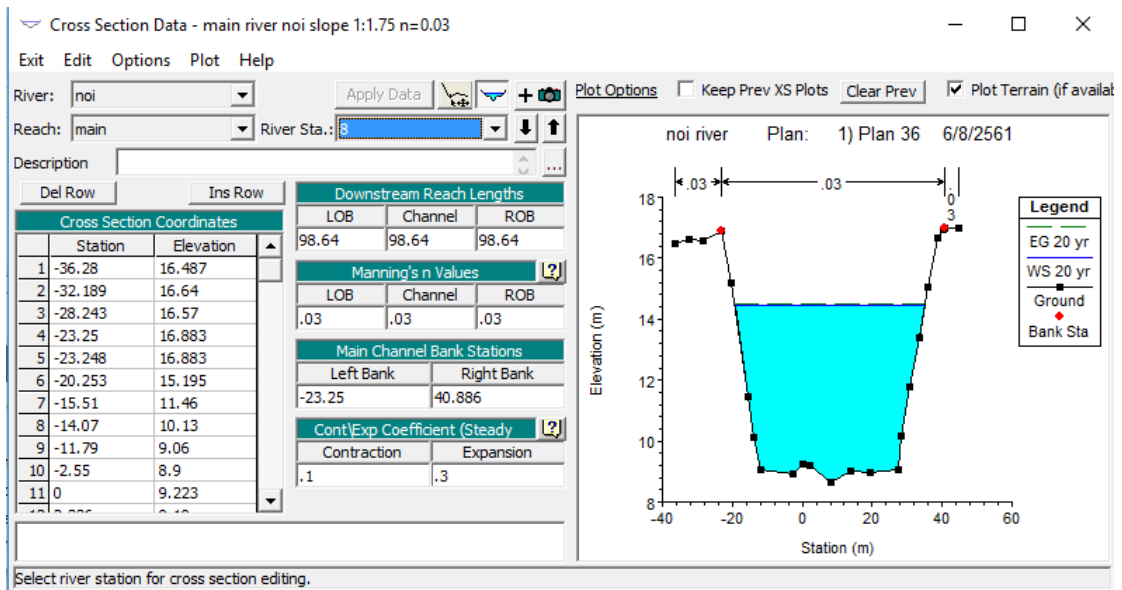 Cross Section Data - main river noi slope 1:1.75 n=0.03
Exit Edit Options Plot Help
River: noi Apply Data
Reach: main River Sta.: 8
Description ...
Del Row Ins Row
Cross Section Coordinates
Station Elevation
1 -36.28 16.487
2 -32.189 16.64
3 -28.243 16.57
4 -23.25 16.883
5 -23.248 16.883
6 -20.253 15.195
7 -15.51 11.46
8 -14.07 10.13
9 -11.79 9.06
10 -2.55 8.9
11 0 9.223
Downstream Reach Lengths
LOB Channel ROB
98.64 98.64 98.64
Manning's n Values
LOB Channel ROB
.03 .03 .03
Main Channel Bank Stations
Left Bank Right Bank
-23.25 40.886
Cont\Exp Coefficient (Steady
Contraction Expansion
.1 .3
Select river station for cross section editing.
Plot Options Keep Prev XS Plots Clear Prev Plot Terrain (if availab
noi river Plan: 1) Plan 36 6/8/2561
.03 .03 .03
18
16
14
12
10
8
Elevation (m)
-40 -20 0 20 40 60
Station (m)
Legend
EG 20 yr
WS 20 yr
Ground
Bank Sta